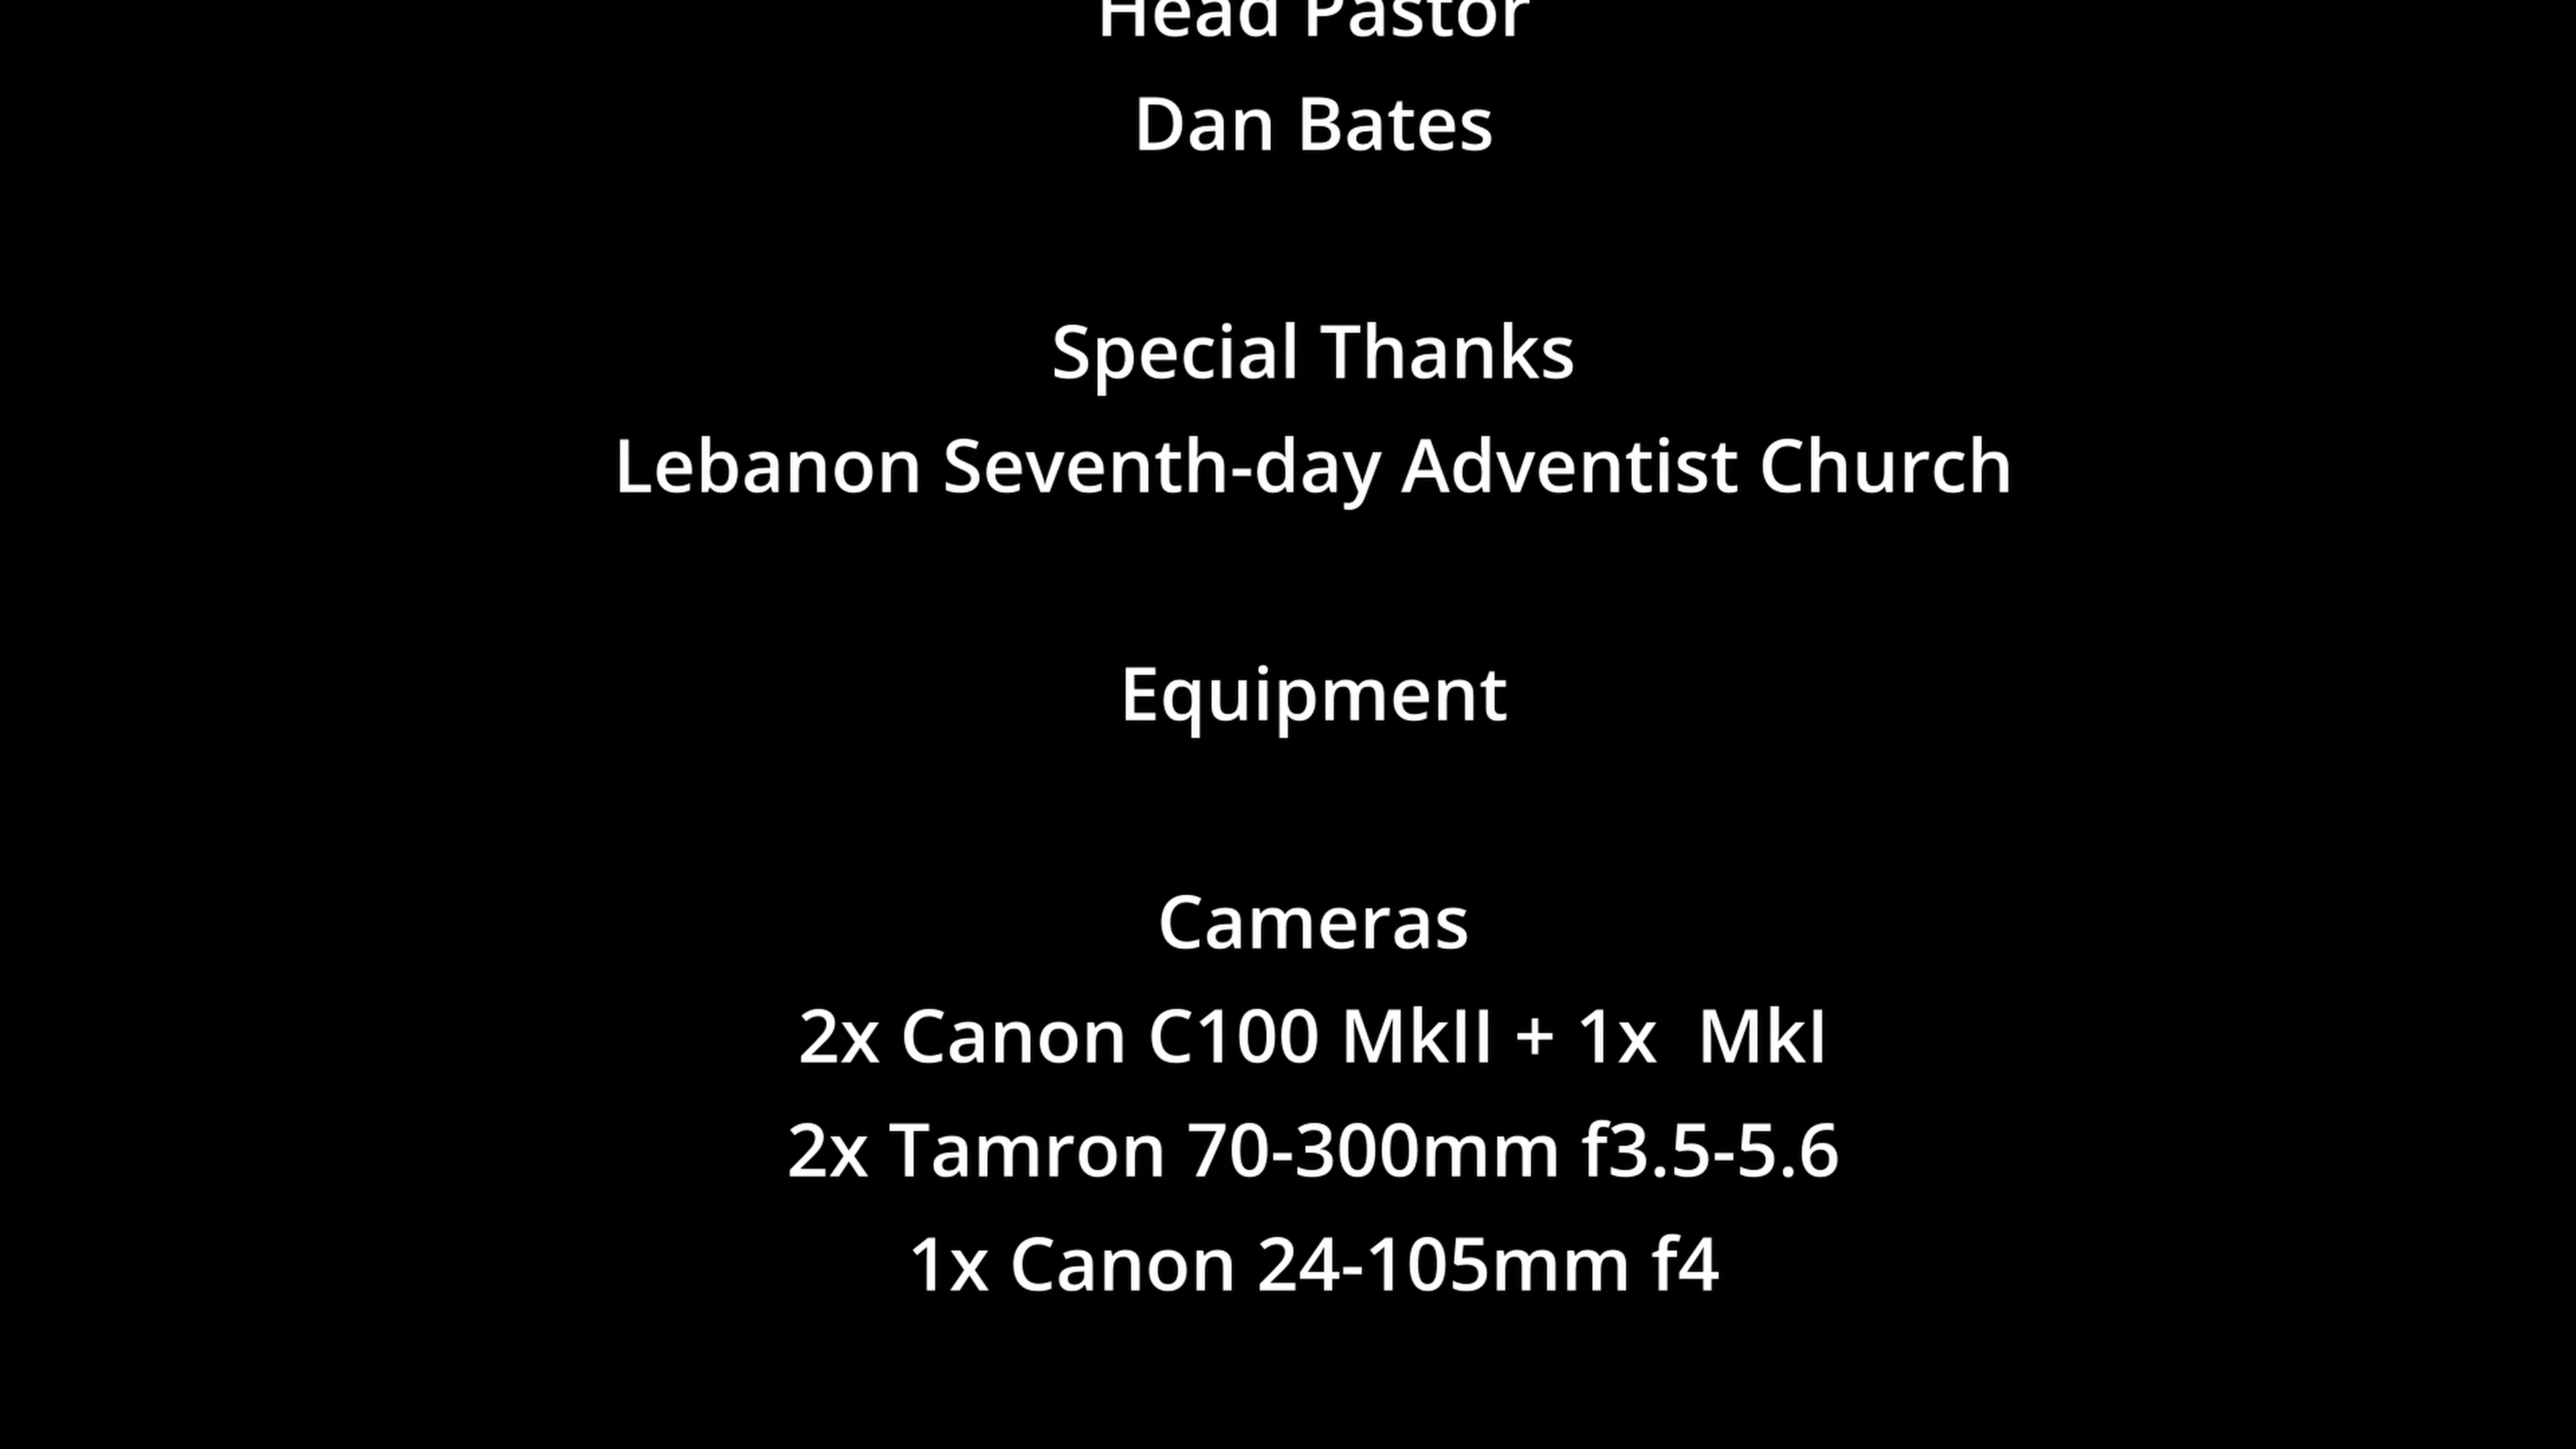 Head Pastor
Dan Bates
Special Thanks
Lebanon Seventh-day Adventist Church
Equipment
Cameras
2x Canon C100 MkII + 1x  MkI
2x Tamron 70-300mm f3.5-5.6
1x Canon 24-105mm f4